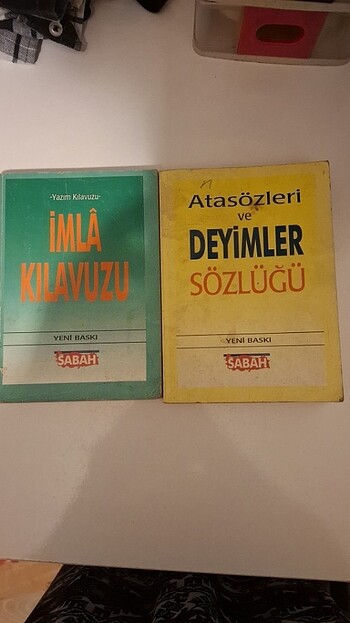 -Yazım Kılavuzu-
İMLÂ
KILAVUZU
YENİ BASKI
SABAH
Atasözleri
ve
DEYİMLER
SÖZLÜĞÜ
YENİ BASKI
SABAH